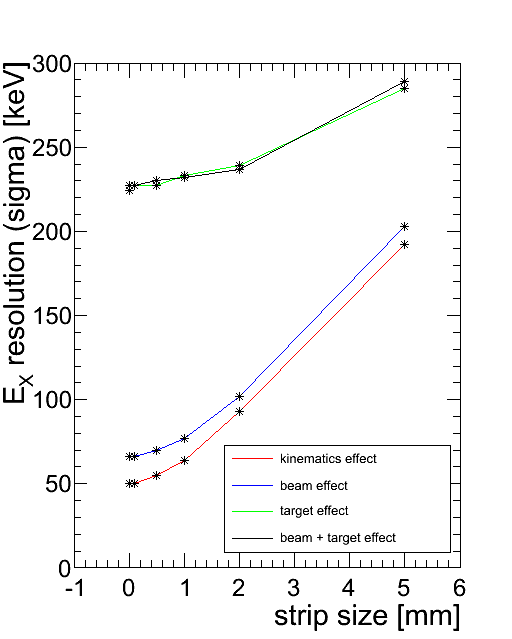 E_X resolution (sigma) [keV]
300
250
200
150
100
50
0
kinematics effect
beam effect
target effect
beam + target effect
-1 0 1 2 3 4 5 6
strip size [mm]